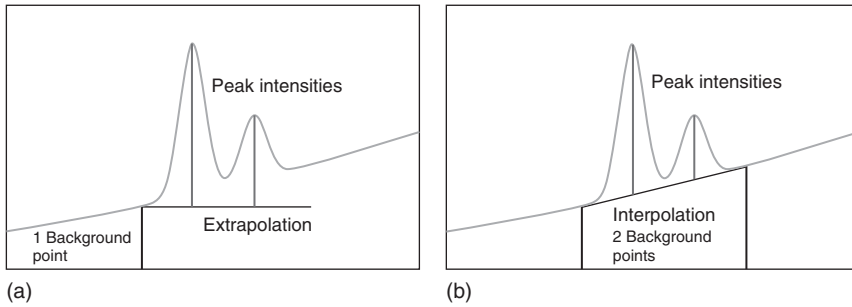 Peak intensities
Extrapolation
1 Background
point
(a)
Peak intensities
Interpolation
2 Background
points
(b)